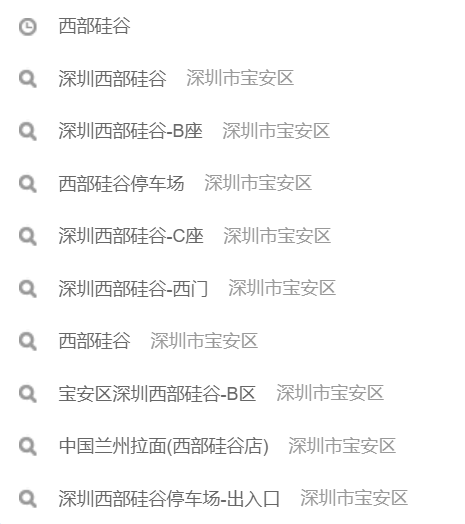 西部硅谷
深圳西部硅谷 深圳市宝安区
深圳西部硅谷-B座 深圳市宝安区
西部硅谷停车场 深圳市宝安区
深圳西部硅谷-C座 深圳市宝安区
深圳西部硅谷-西门 深圳市宝安区
西部硅谷 深圳市宝安区
宝安区深圳西部硅谷-B区 深圳市宝安区
中国兰州拉面(西部硅谷店) 深圳市宝安区
深圳西部硅谷停车场-出入口 深圳市宝安区